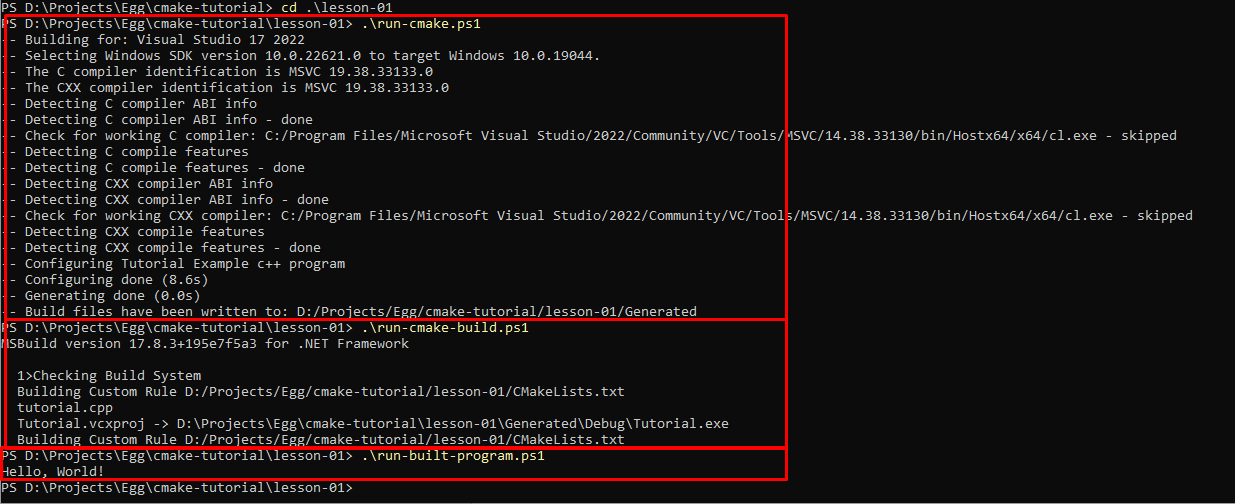 PS D:\Projects\Egg\cmake-tutorial> cd .\lesson-01
PS D:\Projects\Egg\cmake-tutorial\lesson-01> .\run-cmake.ps1
-- Building for: Visual Studio 17 2022
-- Selecting Windows SDK version 10.0.22621.0 to target Windows 10.0.19044.
-- The C compiler identification is MSVC 19.38.33133.0
-- The CXX compiler identification is MSVC 19.38.33133.0
-- Detecting C compiler ABI info
-- Detecting C compiler ABI info - done
-- Check for working C compiler: C:/Program Files/Microsoft Visual Studio/2022/Community/VC/Tools/MSVC/14.38.33130/bin/Hostx64/x64/cl.exe - skipped
-- Detecting C compile features
-- Detecting C compile features - done
-- Detecting CXX compiler ABI info
-- Detecting CXX compiler ABI info - done
-- Check for working CXX compiler: C:/Program Files/Microsoft Visual Studio/2022/Community/VC/Tools/MSVC/14.38.33130/bin/Hostx64/x64/cl.exe - skipped
-- Detecting CXX compile features
-- Detecting CXX compile features - done
-- Configuring Tutorial Example c++ program
-- Configuring done (8.6s)
-- Generating done (0.0s)
-- Build files have been written to: D:/Projects/Egg/cmake-tutorial/lesson-01/Generated
PS D:\Projects\Egg\cmake-tutorial\lesson-01> .\run-cmake-build.ps1
MSBuild version 17.8.3+195e7f5a3 for .NET Framework
1>Checking Build System
Building Custom Rule D:/Projects/Egg/cmake-tutorial/lesson-01/CMakeLists.txt
tutorial.cpp
Tutorial.vcxproj -> D:\Projects\Egg\cmake-tutorial\lesson-01\Generated\Debug\Tutorial.exe
Building Custom Rule D:/Projects/Egg/cmake-tutorial/lesson-01/CMakeLists.txt
PS D:\Projects\Egg\cmake-tutorial\lesson-01> .\run-built-program.ps1
Hello, World!
PS D:\Projects\Egg\cmake-tutorial\lesson-01>